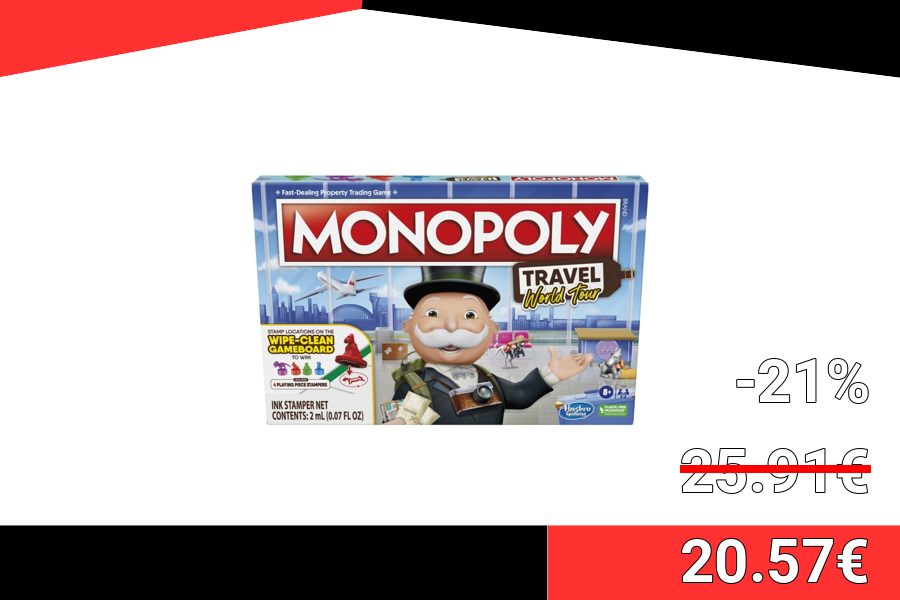 Fast-Dealing Property Trading Game
BRAND
MONOPOLY
TRAVEL
World Tour
STAMP LOCATIONS ON THE
WIPE-CLEAN
GAMEBOARD
TO WIN!
4 PLAYING PIECE STAMPERS
INK STAMPER NET
CONTENTS: 2 mL (0.07 FL OZ)
8+
Hasbro
Gaming
-21%
25.91€
20.57€